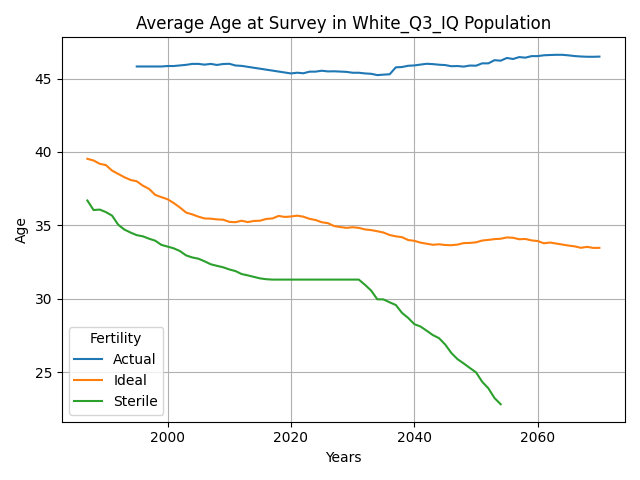 Average Age at Survey in White_Q3_IQ Population
Age
45
40
35
30
25
Fertility
Actual
Ideal
Sterile
2000 2020 2040 2060
Years